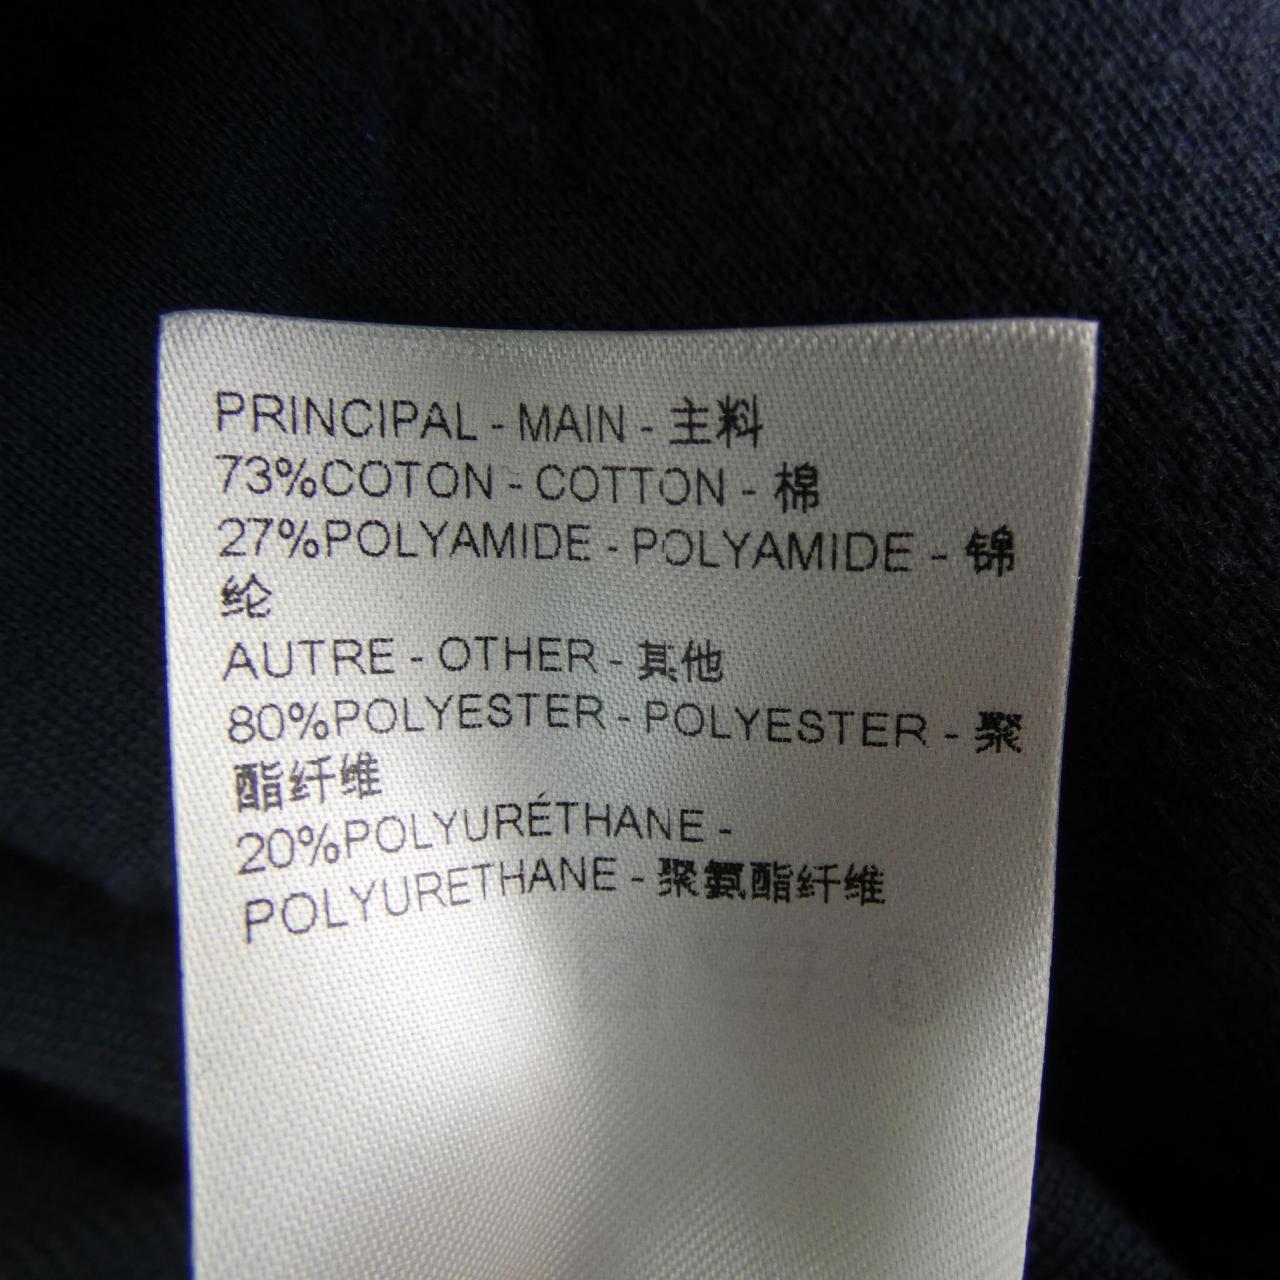 PRINCIPAL - MAIN - 主料
73%COTON - COTTON - 棉
27%POLYAMIDE - POLYAMIDE - 锦
纶
AUTRE - OTHER - 其他
80%POLYESTER - POLYESTER - 聚
酯纤维
20%POLYURÉTHANE -
POLYURETHANE - 聚氨酯纤维